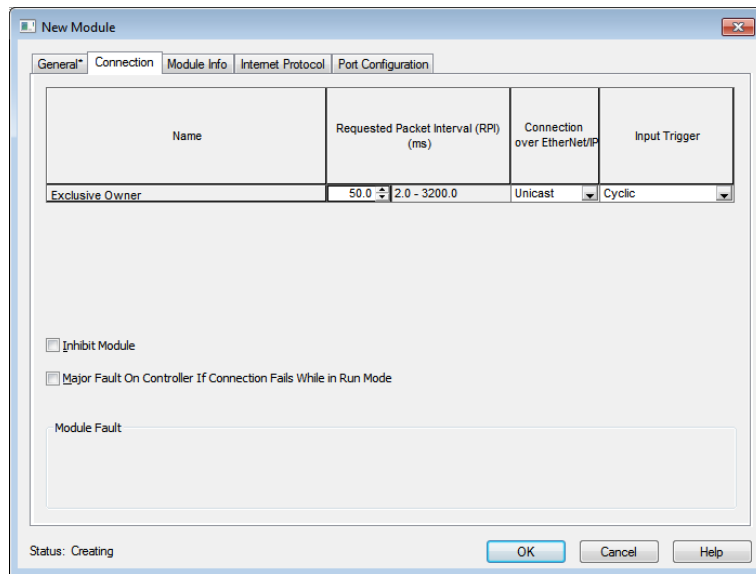 New Module
General* Connection Module Info Internet Protocol Port Configuration
Name Requested Packet Interval (RPI) (ms) Connection over EtherNet/IP Input Trigger
Exclusive Owner 50.0 2.0 - 3200.0 Unicast Cyclic
Inhibit Module
Major Fault On Controller If Connection Fails While in Run Mode
Module Fault
Status: Creating OK Cancel Help